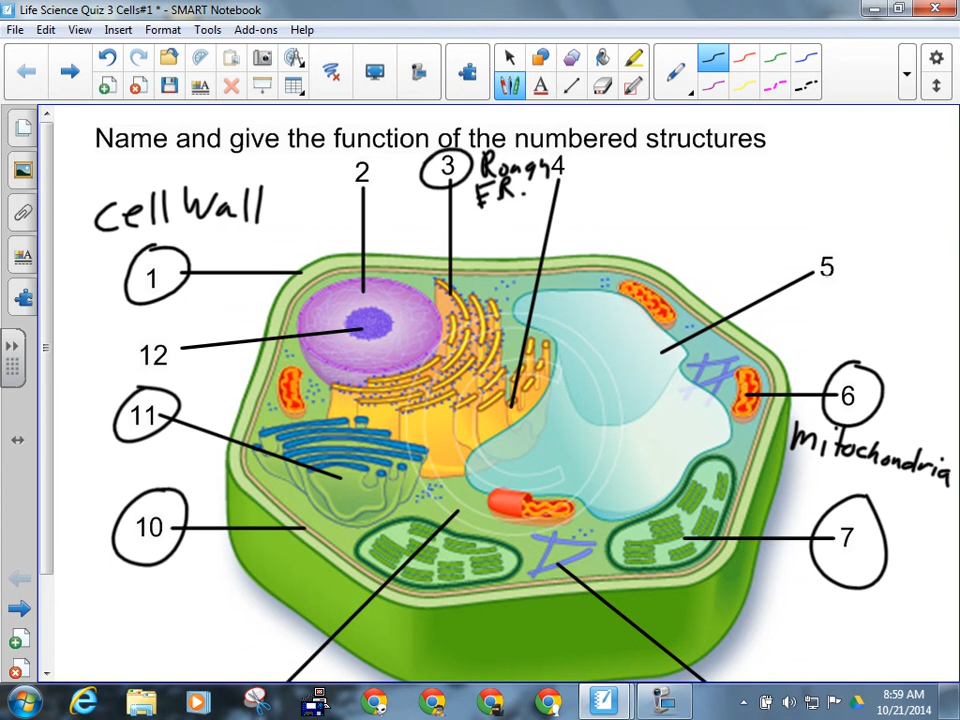 Life Science Quiz 3 Cells#1 * - SMART Notebook
File Edit View Insert Format Tools Add-ons Help
Name and give the function of the numbered structures
2
3
Rough
ER.
4
Cell Wall
1
5
12
6
11
Mitochondria
10
7
8:59 AM
10/21/2014